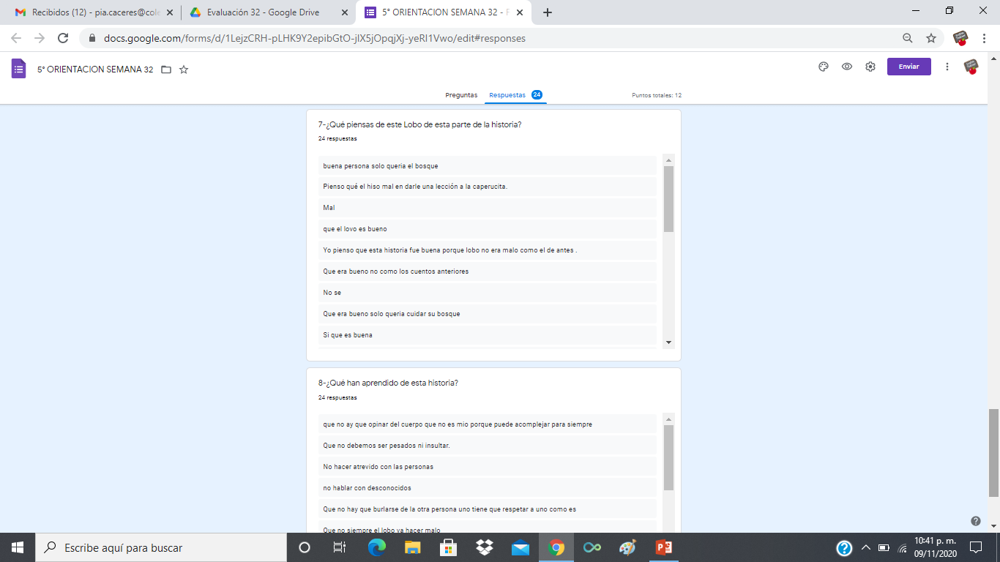 Recibidos (12) - pia.caceres@cole
Evaluación 32 - Google Drive
5° ORIENTACION SEMANA 32 -
docs.google.com/forms/d/1LejzCRH-pLHK9Y2epibGtO-jlX5jOpqjXj-yeRl1Vwo/edit#responses
5° ORIENTACION SEMANA 32
Enviar
Preguntas
Respuestas 24
Puntos totales: 12
7-¿Qué piensas de este Lobo de esta parte de la historia?
24 respuestas
buena persona solo queria el bosque
Pienso qué el hiso mal en darle una lección a la caperucita.
Mal
que el lovo es bueno
Yo pienso que esta historia fue buena porque lobo no era malo como el de antes .
Que era bueno no como los cuentos anteriores
No se
Que era bueno solo queria cuidar su bosque
Si que es buena
8-¿Qué han aprendido de esta historia?
24 respuestas
que no ay que opinar del cuerpo que no es mio porque puede acomplejar para siempre
Que no debemos ser pesados ni insultar.
No hacer atrevido con las personas
no hablar con desconocidos
Que no hay que burlarse de la otra persona uno tiene que respetar a uno como es
Que no siempre el lobo va hacer malo
Escribe aquí para buscar
10:41 p. m.
09/11/2020